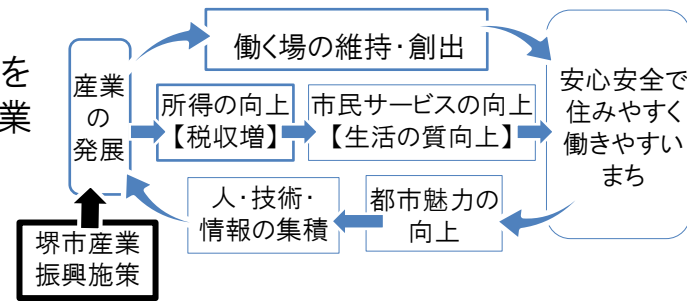 を
業
産業
の
発展
働く場の維持・創出
所得の向上
【税収増】
市民サービスの向上
【生活の質向上】
安心安全で
住みやすく
働きやすい
まち
人・技術・
情報の集積
都市魅力の
向上
堺市産業
振興施策